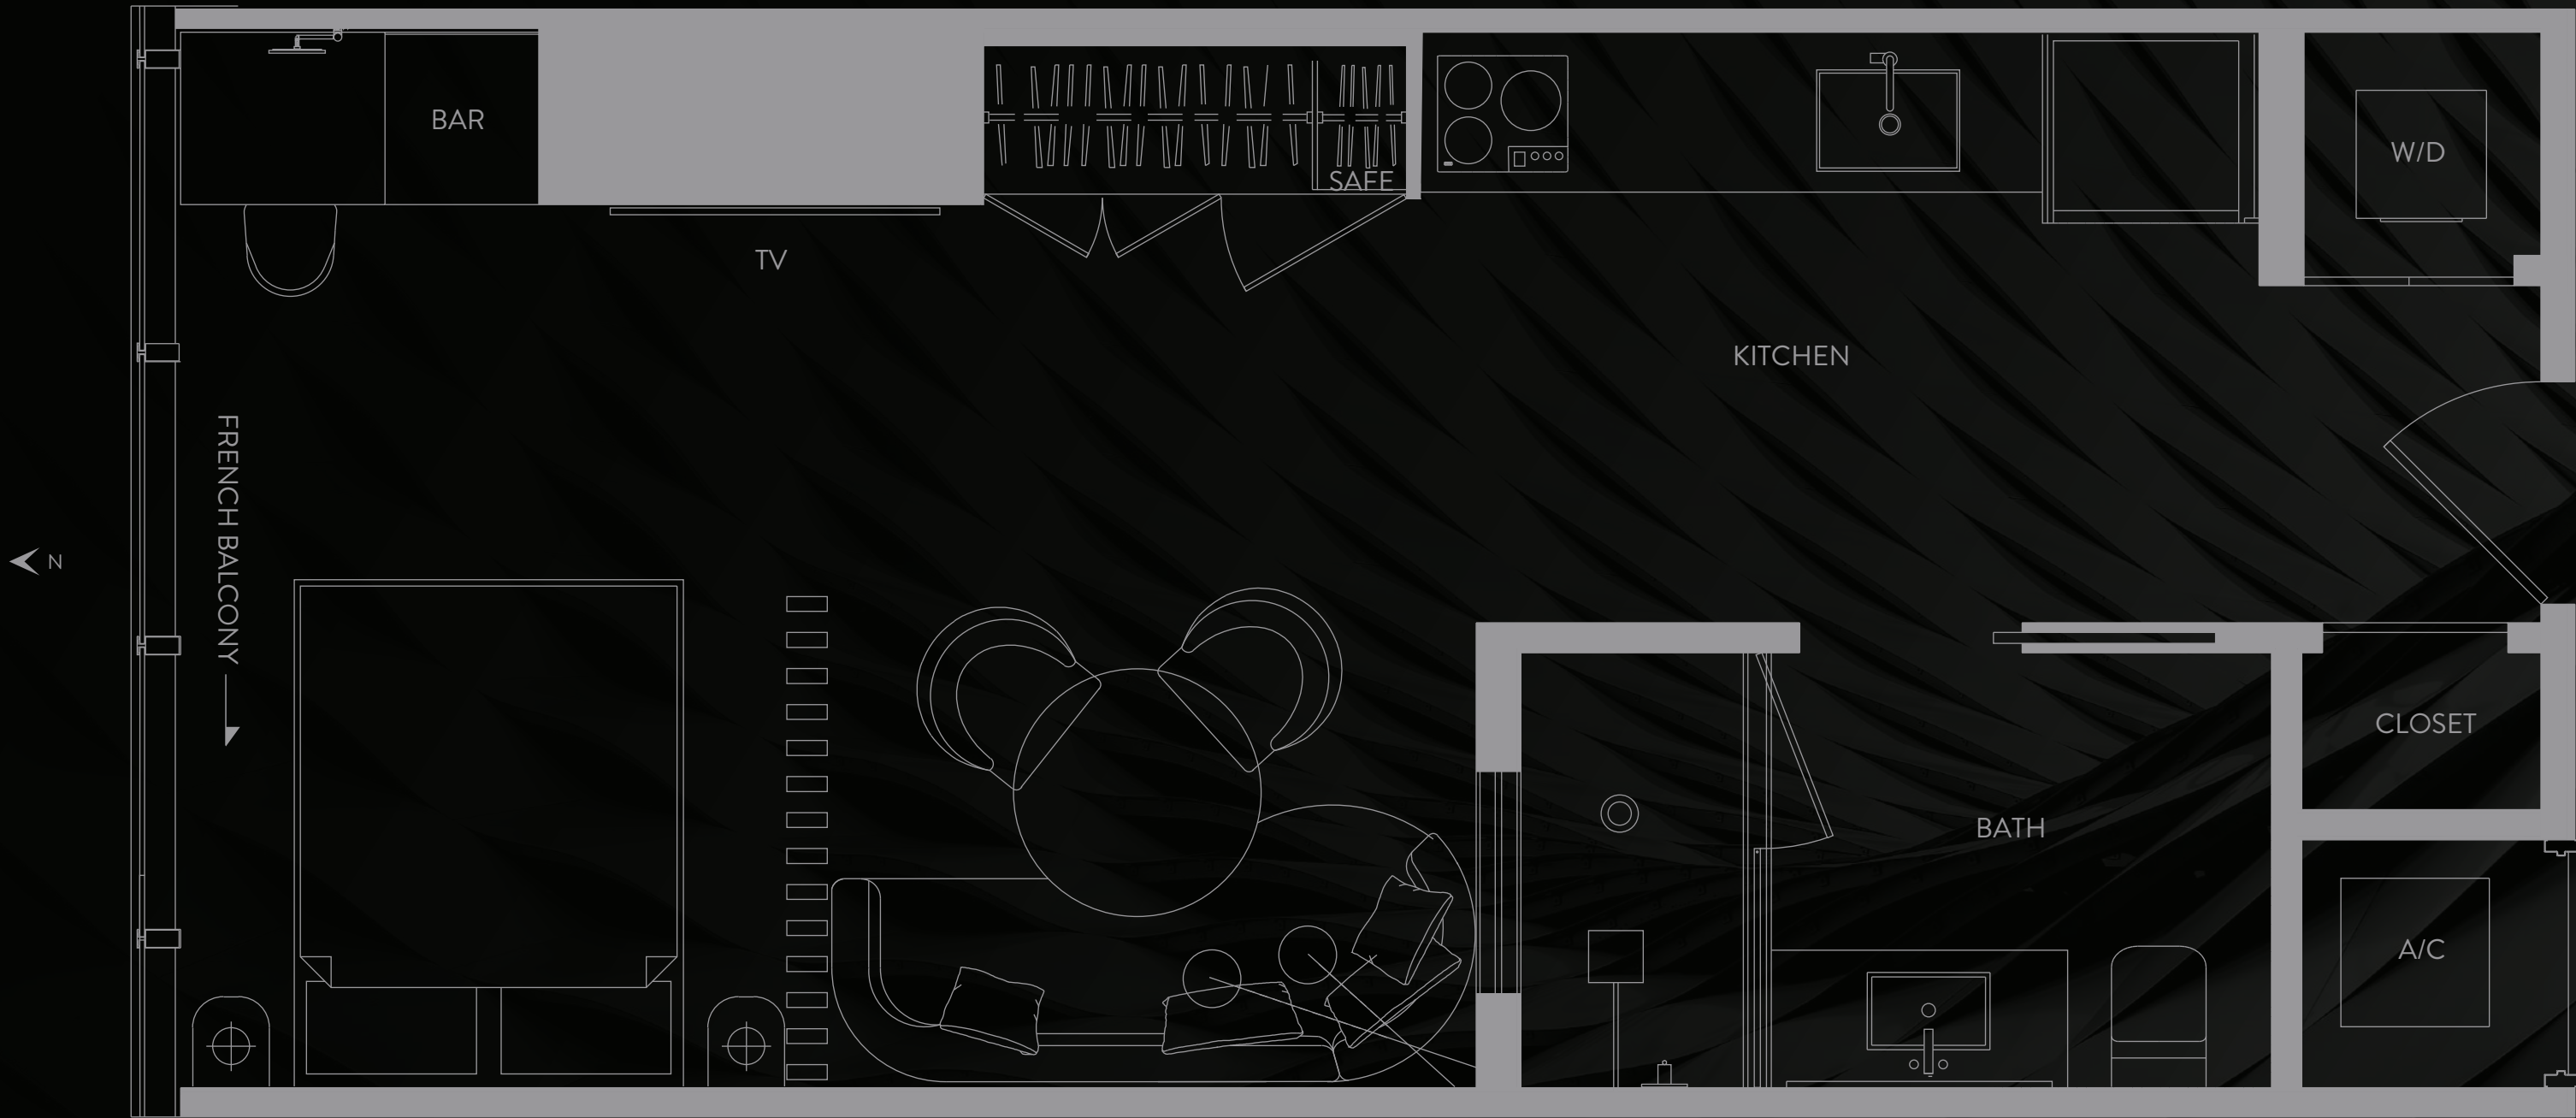 BAR
SAFE
W/D
TV
KITCHEN
FRENCH BALCONY
N
CLOSET
BATH
A/C